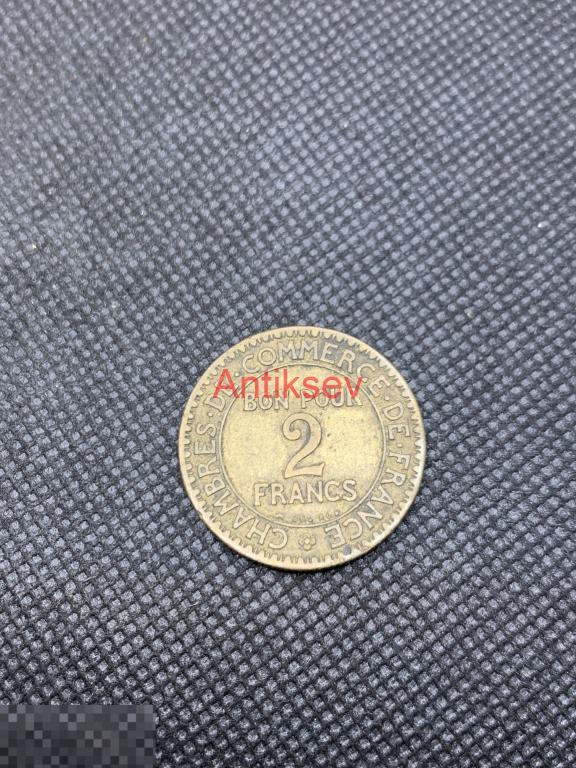 CHAMBRES · DE · COMMERCE · DE · FRANCE
Antiksev
BON POUR
2
FRANCS